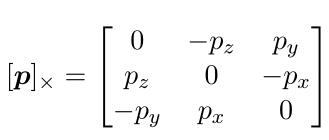 [p]× = [ 0 −p_z p_y
p_z 0 −p_x
−p_y p_x 0 ]